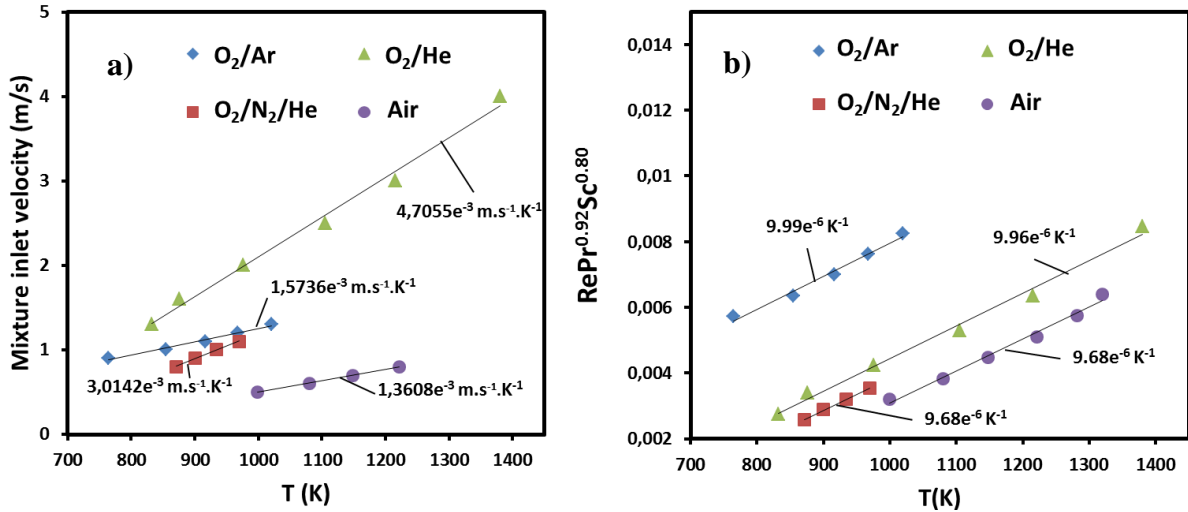 a)
O₂/Ar
O₂/He
O₂/N₂/He
Air
Mixture inlet velocity (m/s)
5
4
3
2
1
0
4,7055e⁻³ m.s⁻¹.K⁻¹
1,5736e⁻³ m.s⁻¹.K⁻¹
3,0142e⁻³ m.s⁻¹.K⁻¹
1,3608e⁻³ m.s⁻¹.K⁻¹
700 800 900 1000 1100 1200 1300 1400
T (K)
b)
O₂/Ar
O₂/He
O₂/N₂/He
Air
RePr⁰·⁹²Sc⁰·⁸⁰
0,014
0,012
0,01
0,008
0,006
0,004
0,002
9.99e⁻⁶ K⁻¹
9.96e⁻⁶ K⁻¹
9.68e⁻⁶ K⁻¹
9.68e⁻⁶ K⁻¹
700 800 900 1000 1100 1200 1300 1400
T(K)